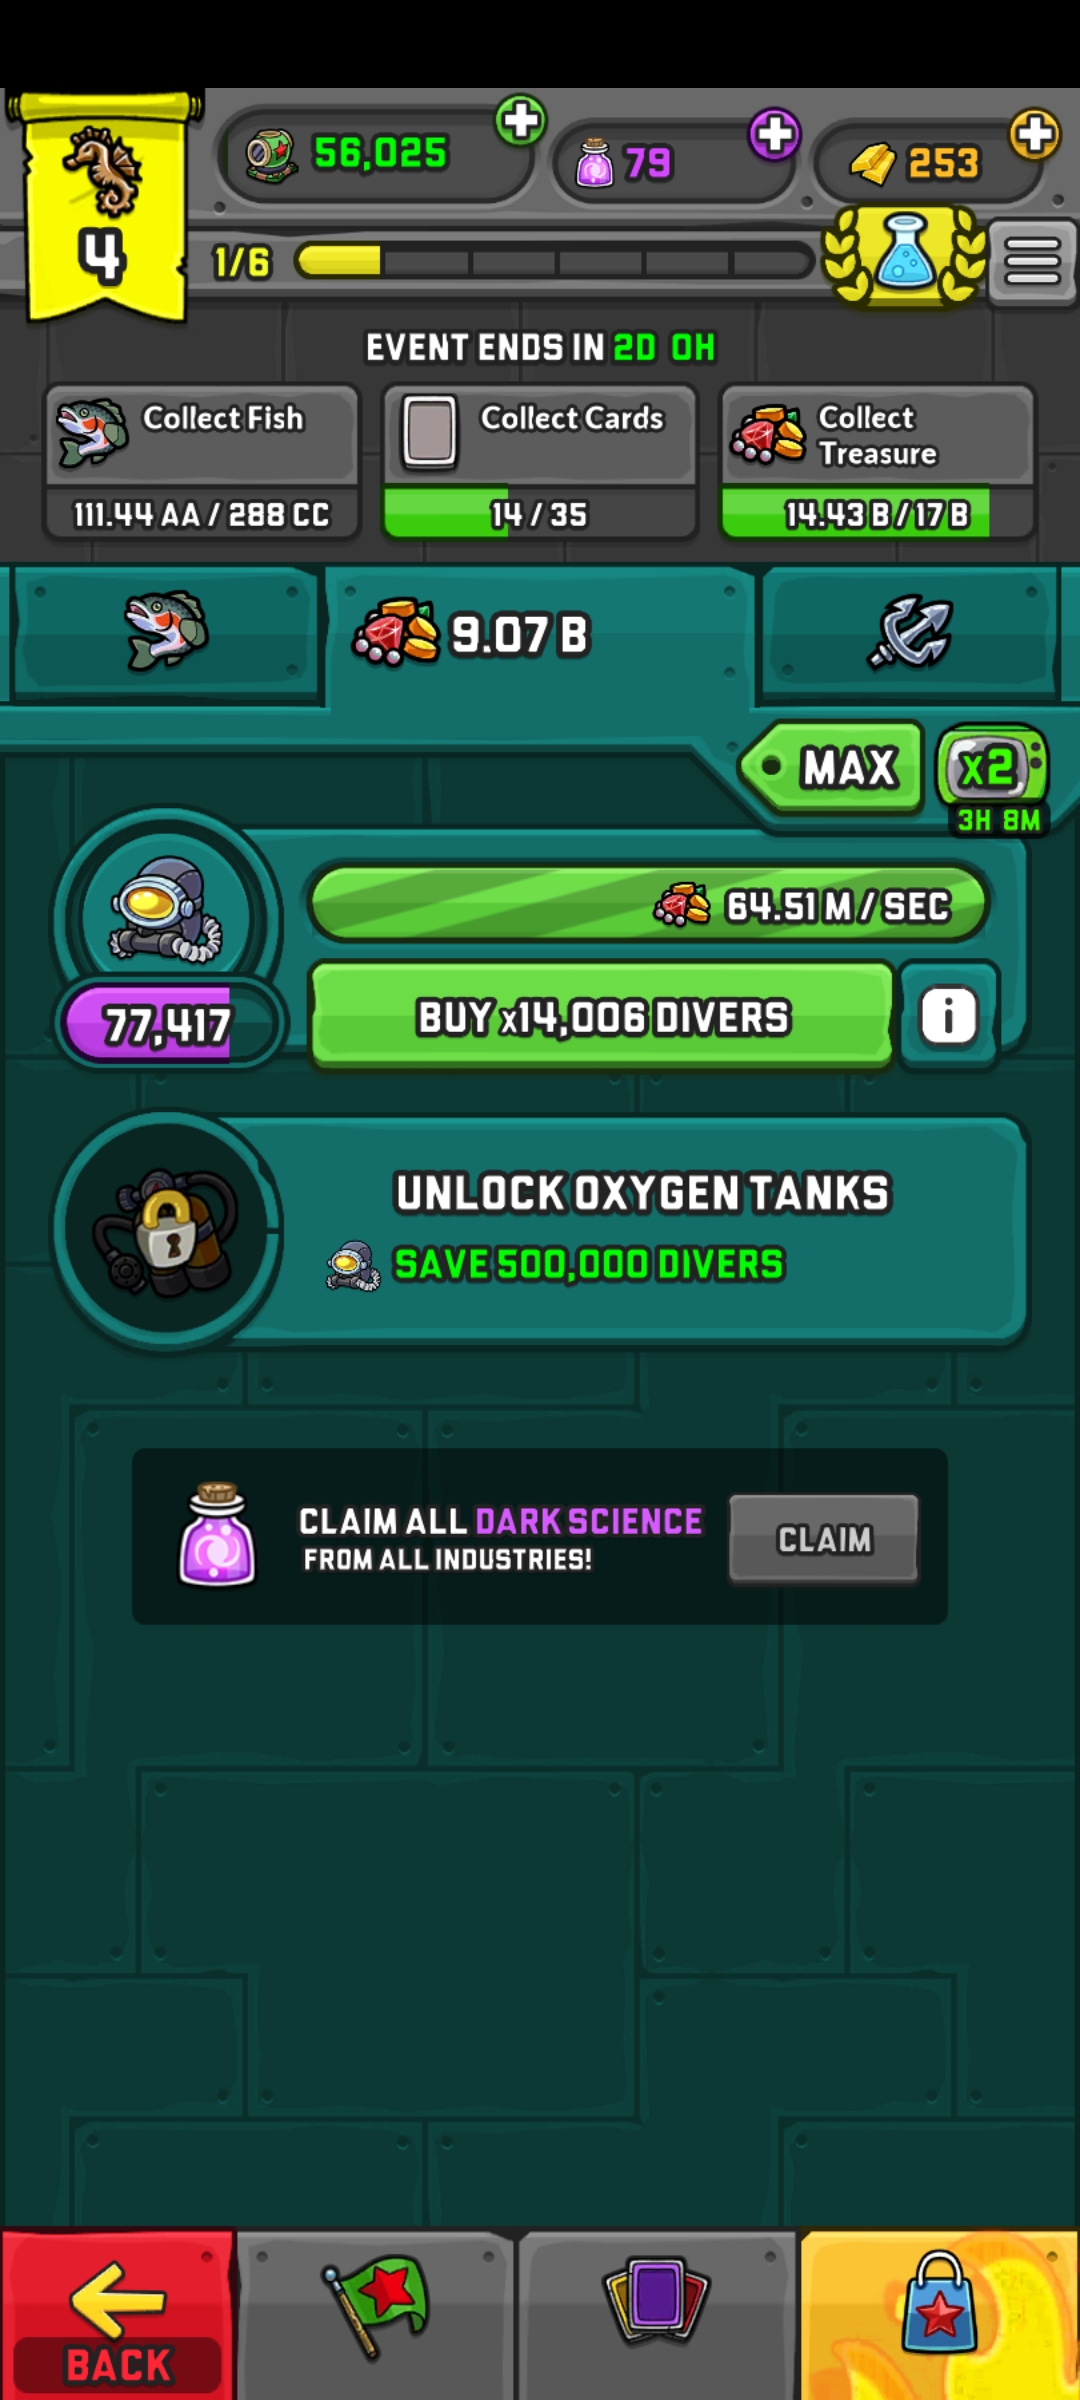 4
56,025
79
253
1/6
EVENT ENDS IN 2D 0H
Collect Fish
111.44 AA / 288 CC
Collect Cards
14 / 35
Collect
Treasure
14.43 B / 17 B
9.07 B
MAX
x2
3H 8M
64.51 M / SEC
77,417
BUY x14,006 DIVERS
i
UNLOCK OXYGEN TANKS
SAVE 500,000 DIVERS
CLAIM ALL DARK SCIENCE
FROM ALL INDUSTRIES!
CLAIM
BACK